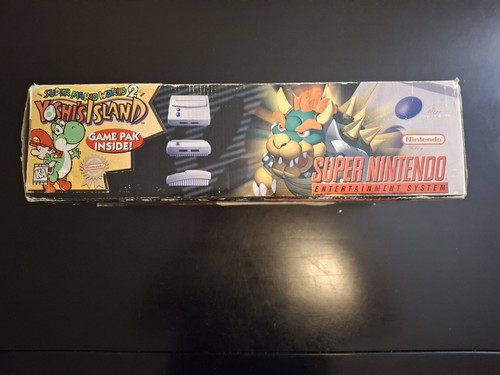 SUPER MARIO WORLD 2
YOSHI'S ISLAND
GAME PAK
INSIDE!
Nintendo
SUPER NINTENDO
ENTERTAINMENT SYSTEM